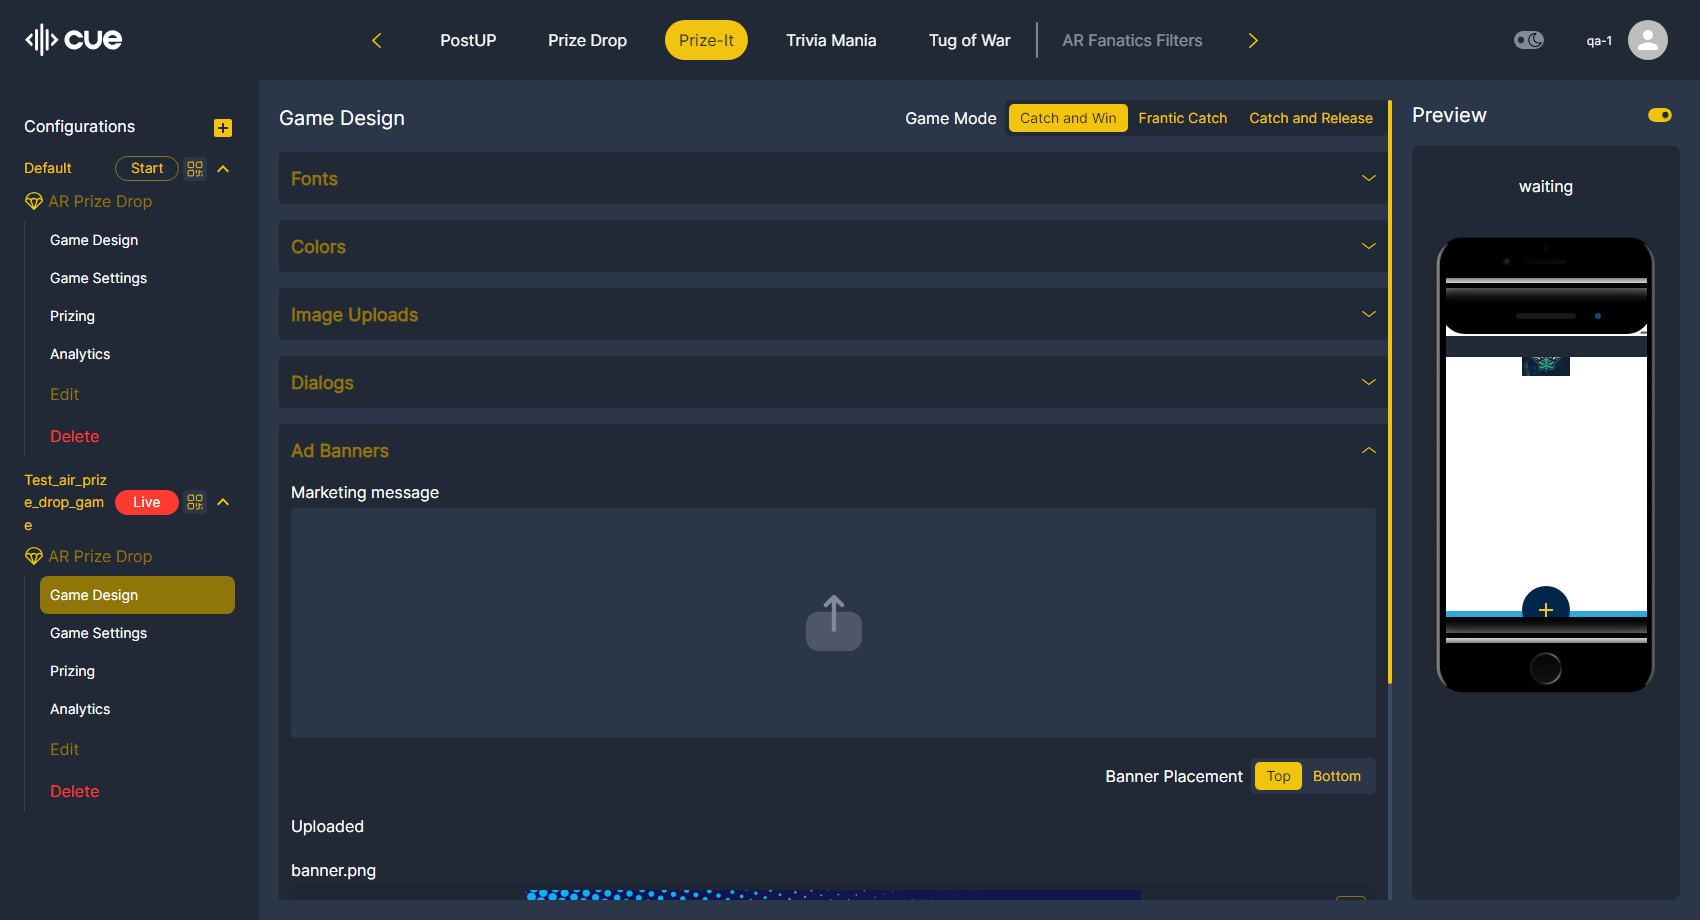 cue
PostUP
Prize Drop
Prize-It
Trivia Mania
Tug of War
AR Fanatics Filters
qa-1
Configurations
Default
Start
AR Prize Drop
Game Design
Game Settings
Prizing
Analytics
Edit
Delete
Test_air_priz
e_drop_gam
e
Live
AR Prize Drop
Game Design
Game Settings
Prizing
Analytics
Edit
Delete
Game Design
Game Mode
Catch and Win
Frantic Catch
Catch and Release
Fonts
Colors
Image Uploads
Dialogs
Ad Banners
Marketing message
Banner Placement
Top
Bottom
Uploaded
banner.png
Preview
waiting